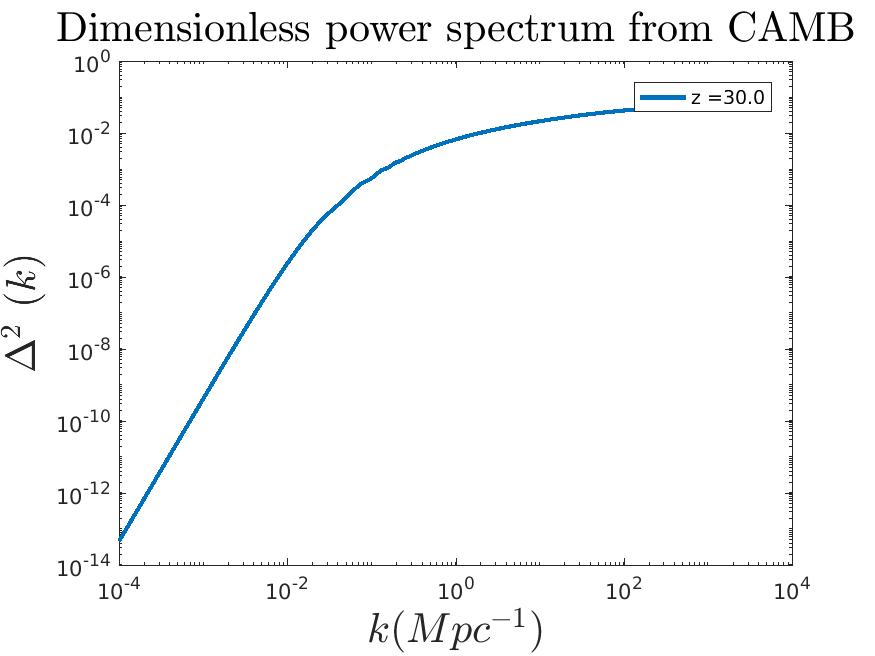 Dimensionless power spectrum from CAMB
10^0
z =30.0
10^-2
10^-4
10^-6
10^-8
10^-10
10^-12
10^-14
Δ^2 (k)
10^-4 10^-2 10^0 10^2 10^4
k(Mpc^−1)